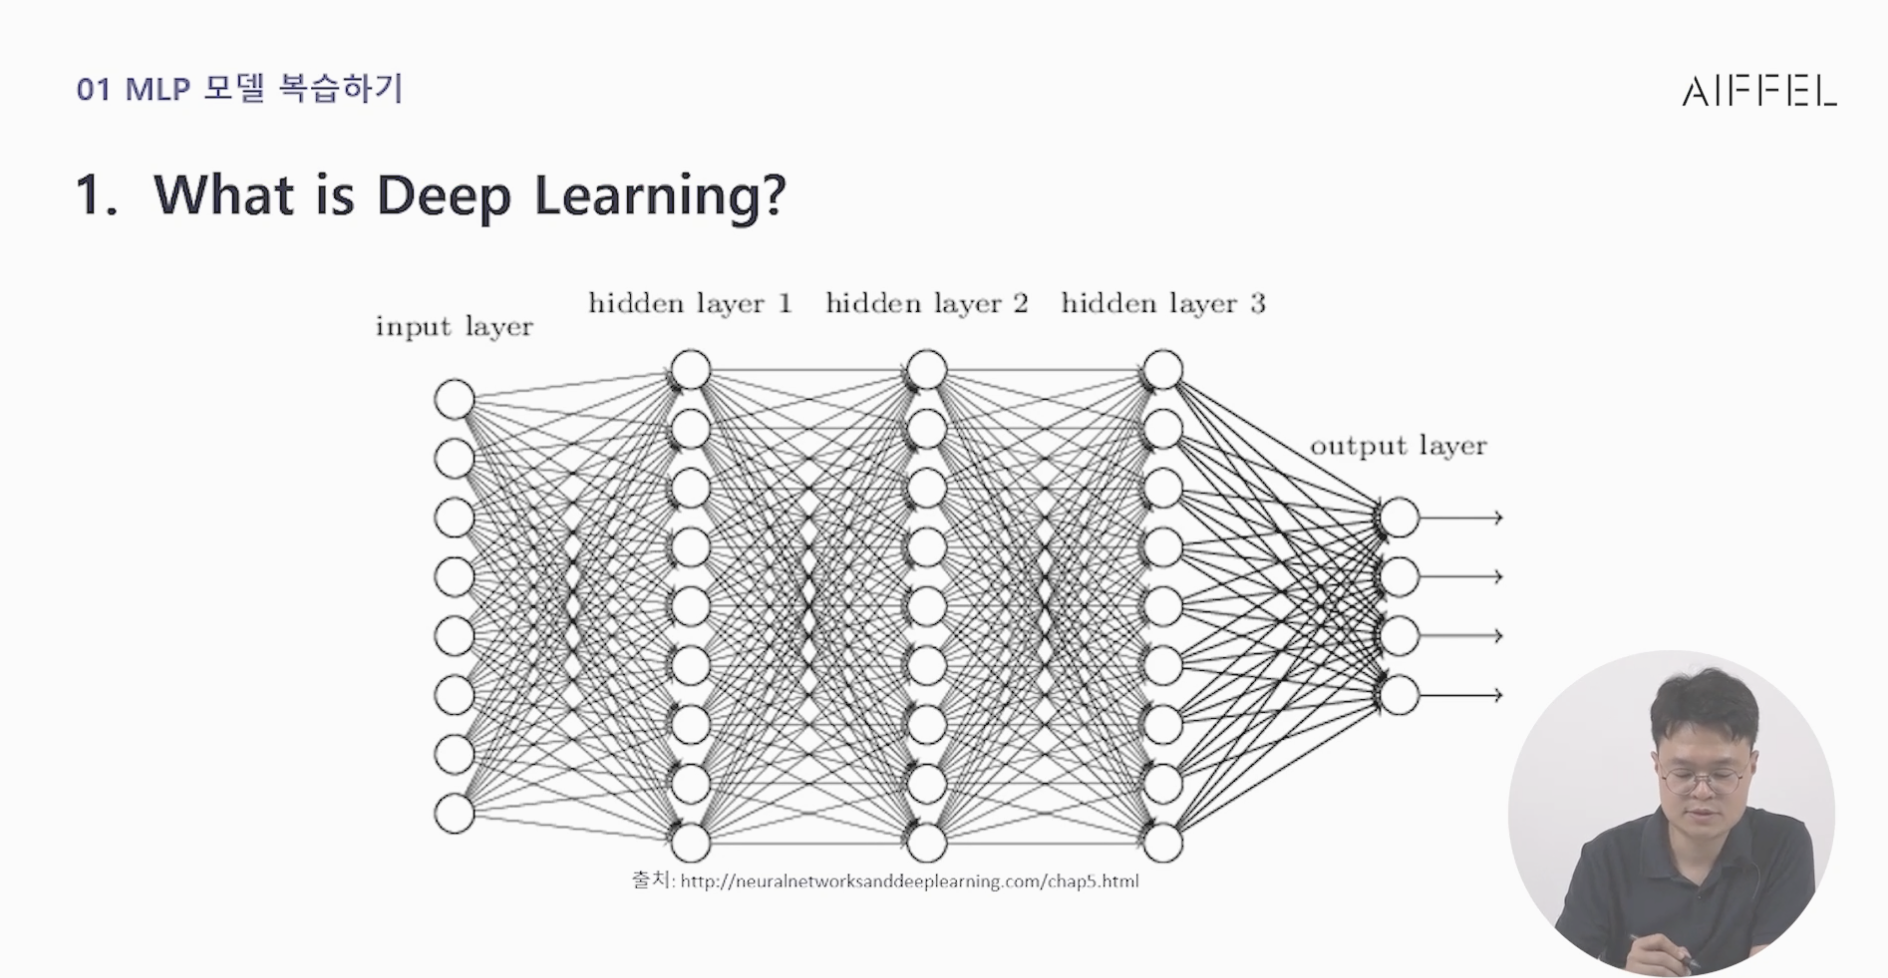 01 MLP 모델 복습하기
AIFFEL
1. What is Deep Learning?
hidden layer 1 hidden layer 2 hidden layer 3
input layer
output layer
출처: http://neuralnetworksanddeeplearning.com/chap5.html